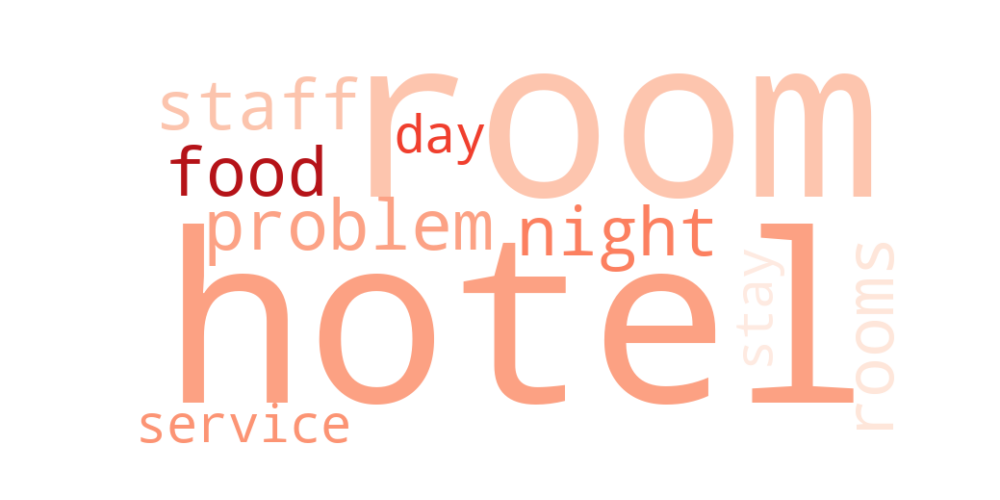 room
staff
day
food
problem
night
hotel
stay
rooms
service